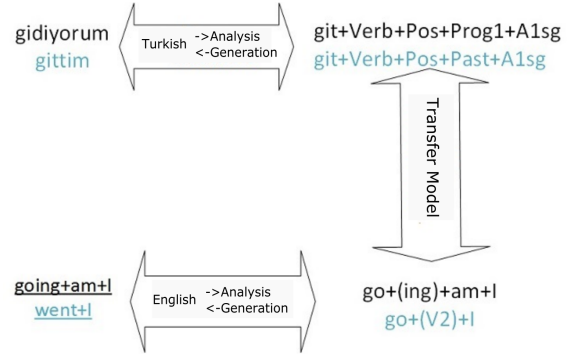 gidiyorum
gittim
Turkish ->Analysis
<-Generation
git+Verb+Pos+Prog1+A1sg
git+Verb+Pos+Past+A1sg
Transfer Model
going+am+I
went+I
English ->Analysis
<-Generation
go+(ing)+am+I
go+(V2)+I